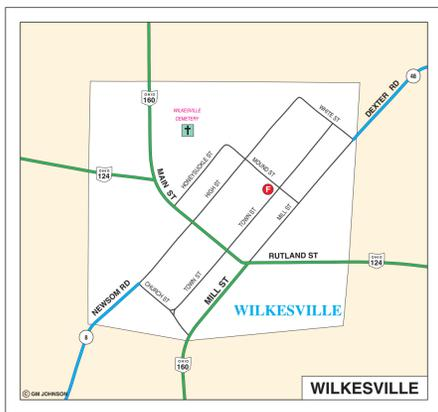 OHIO
160
48
DEXTER RD
WILKESVILLE
CEMETERY
WHITE ST
HONEYSUCKLE ST
MOUND ST
OHIO
124
MAIN ST
HIGH ST
F
TOWN ST
MILL ST
RUTLAND ST
OHIO
124
NEWSOM RD
CHURCH ST
TOWN ST
MILL ST
WILKESVILLE
8
OHIO
160
© GM JOHNSON
WILKESVILLE